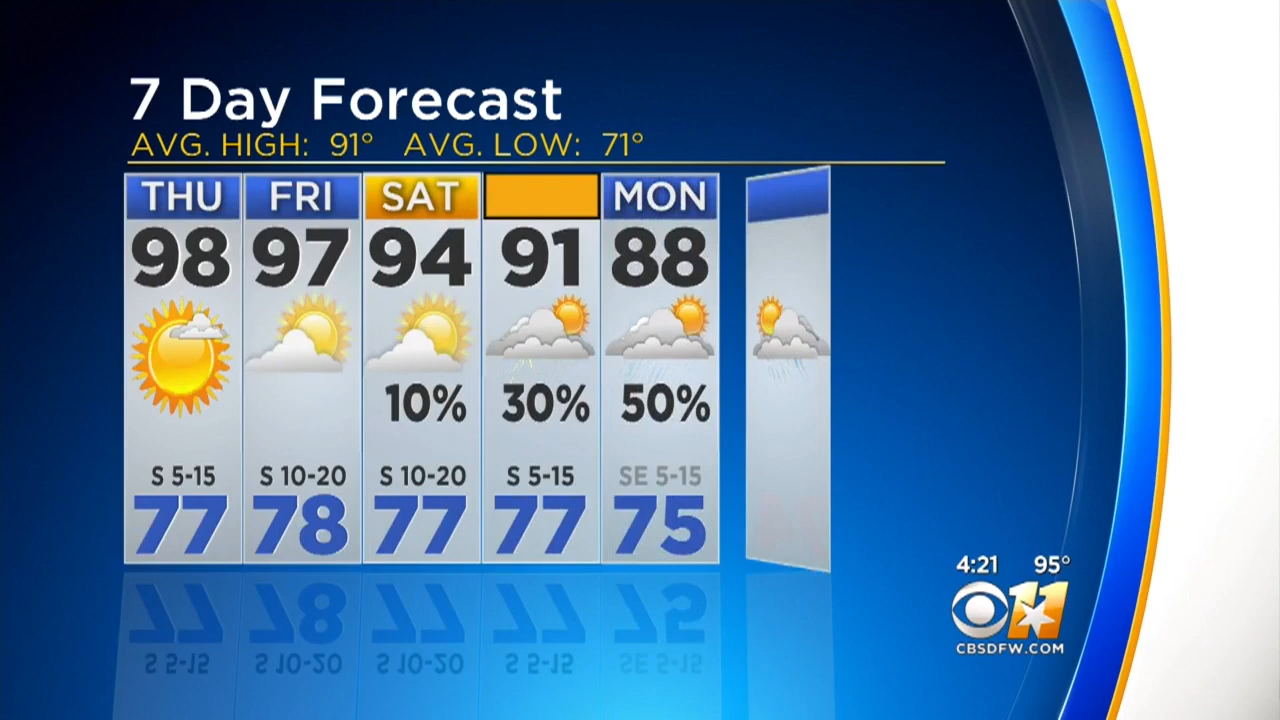 7 Day Forecast
AVG. HIGH: 91° AVG. LOW: 71°
THU FRI SAT MON
98 97 94 91 88
10% 30% 50%
S 5-15 S 10-20 S 10-20 S 5-15 SE 5-15
77 78 77 77 75
4:21 95°
11
CBSDFW.COM